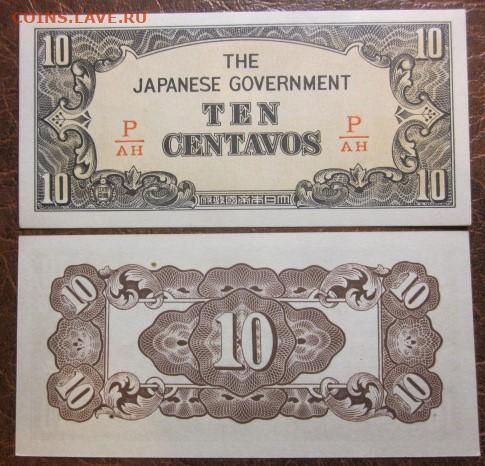 COINS.LAVE.RU
10 10
THE
JAPANESE GOVERNMENT
TEN
CENTAVOS
P/AH P/AH
10 10
10 10
10
10 10